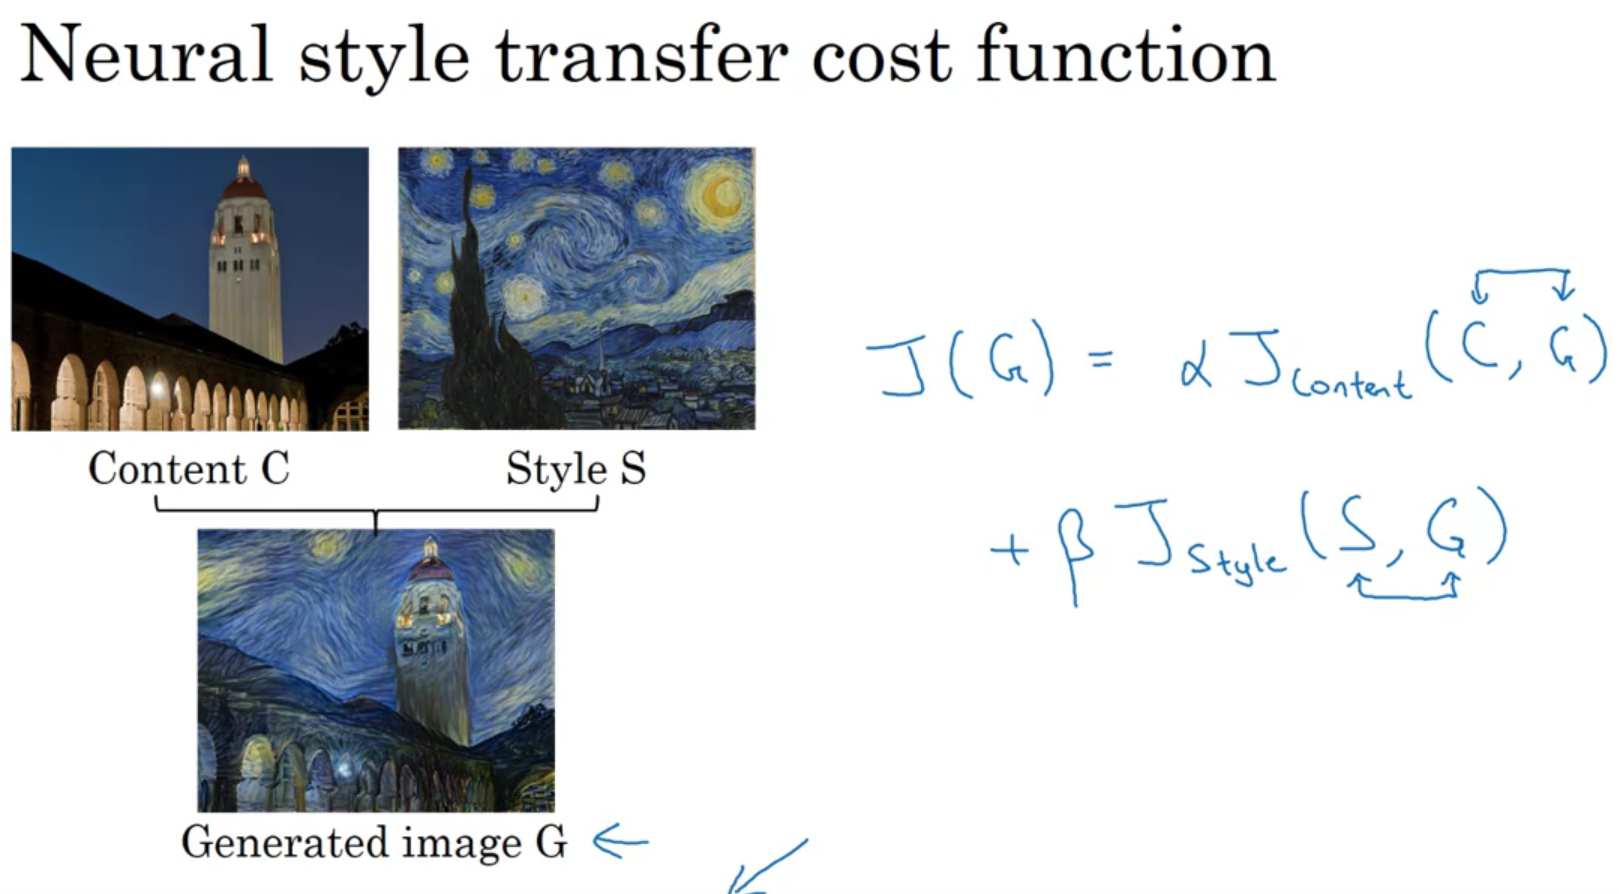 Neural style transfer cost function
Content C
Style S
Generated image G
J(G) = α J_content (C, G)
+ β J_Style (S, G)